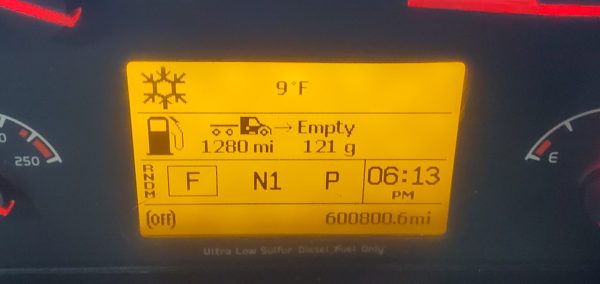 9°F
→ Empty
1280 mi 121 g
RNDM F N1 P 06:13 PM
(Off) 600800.6mi
250
E
Ultra Low Sulfur Diesel Fuel Only